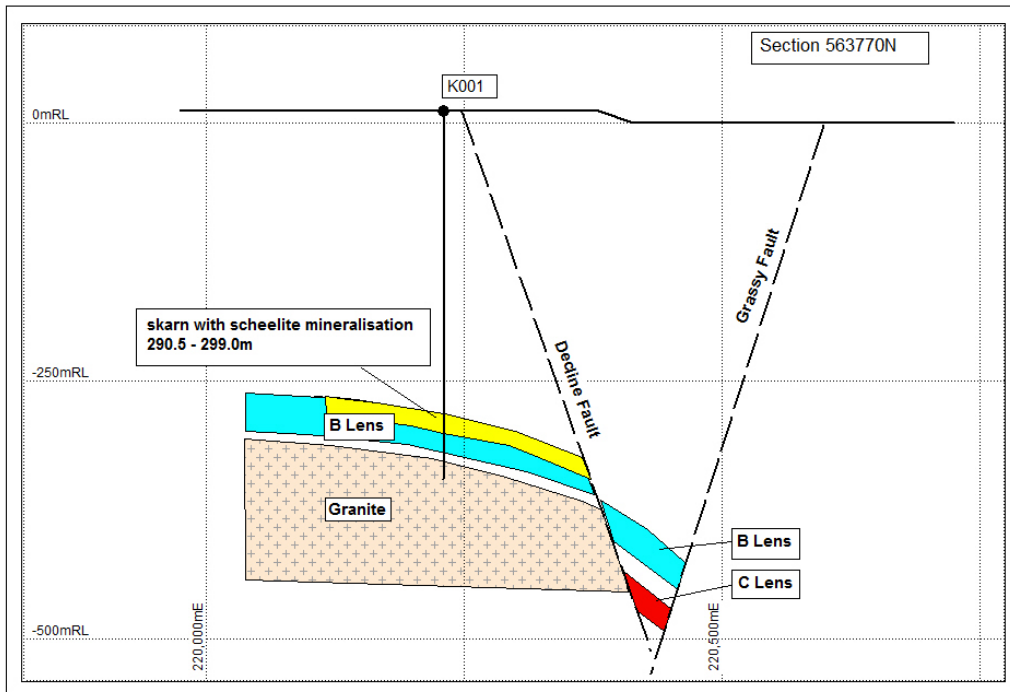 Section 563770N
K001
0mRL
Grassy Fault
skarn with scheelite mineralisation
290.5 - 299.0m
Decline Fault
-250mRL
B Lens
Granite
B Lens
C Lens
-500mRL
220,000mE
220,500mE